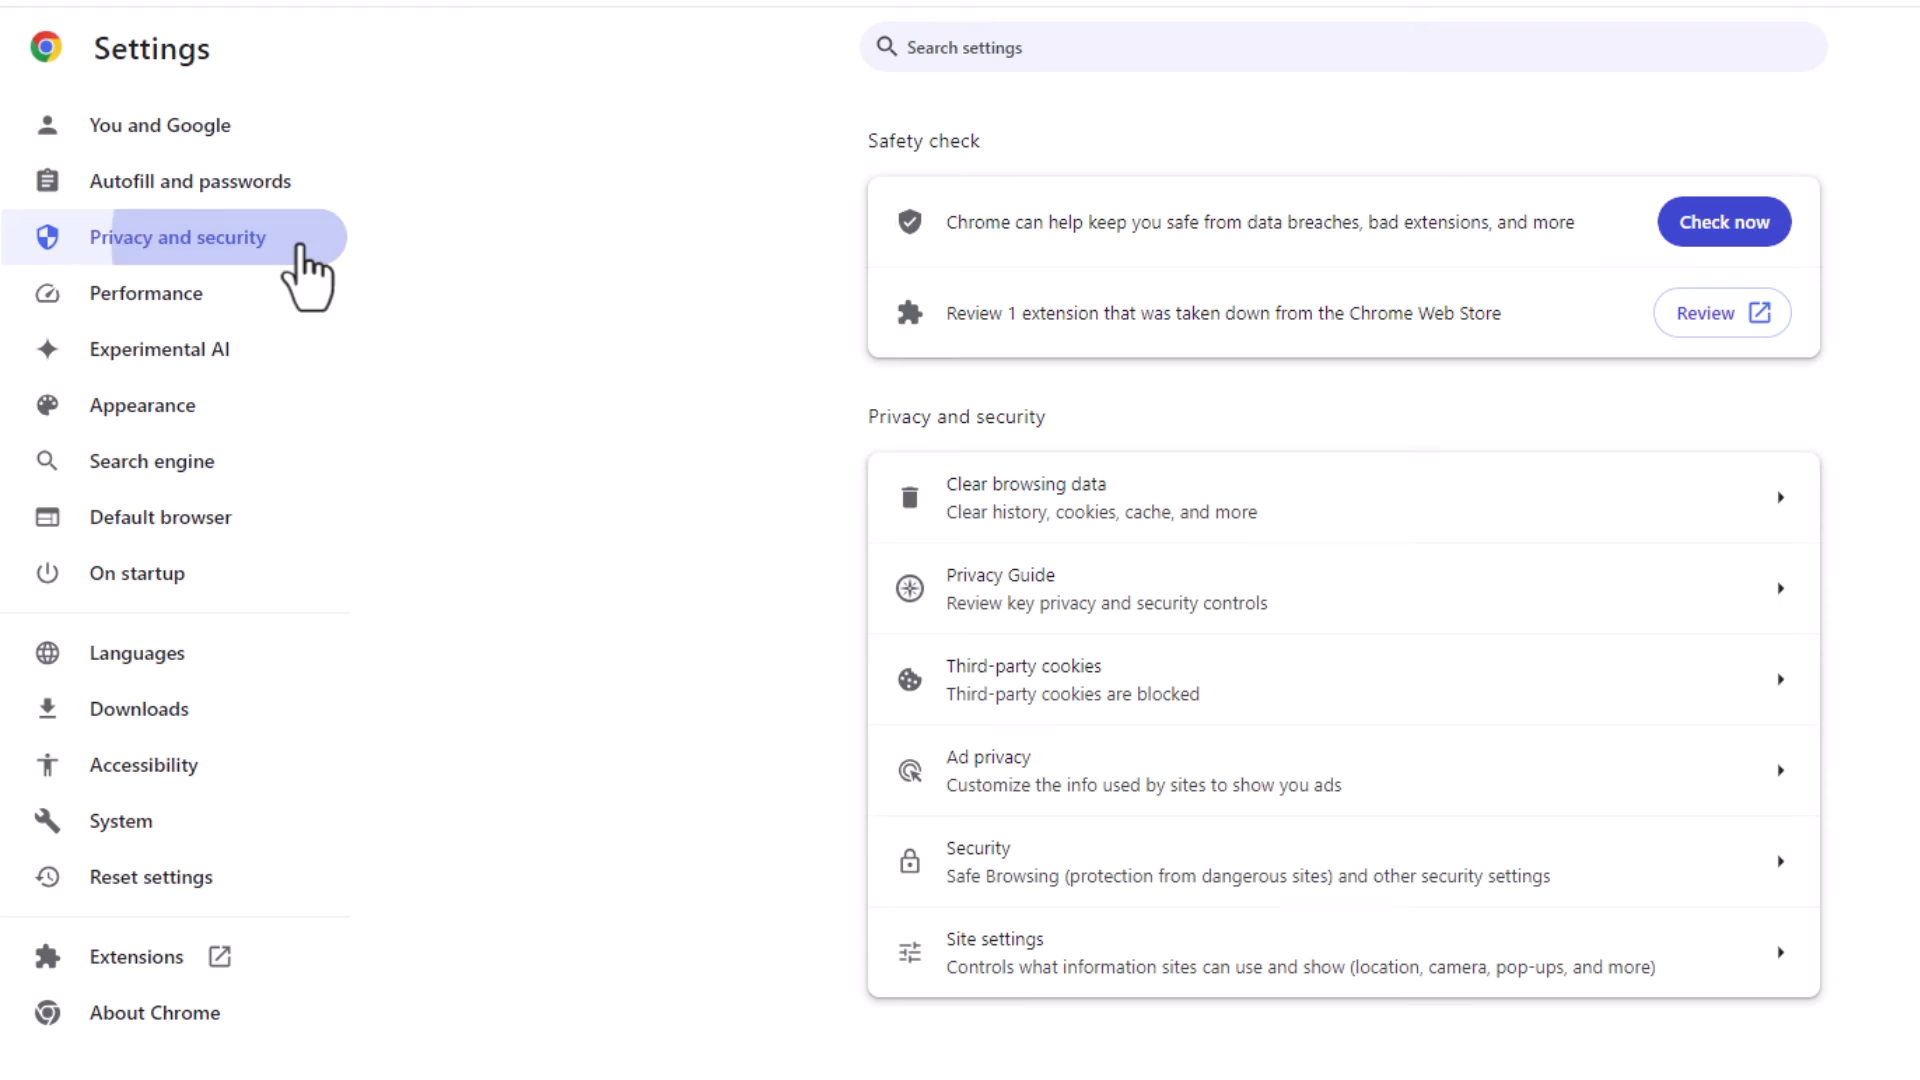 Settings
Search settings
You and Google
Autofill and passwords
Privacy and security
Performance
Experimental AI
Appearance
Search engine
Default browser
On startup
Languages
Downloads
Accessibility
System
Reset settings
Extensions
About Chrome
Safety check
Chrome can help keep you safe from data breaches, bad extensions, and more
Check now
Review 1 extension that was taken down from the Chrome Web Store
Review
Privacy and security
Clear browsing data
Clear history, cookies, cache, and more
Privacy Guide
Review key privacy and security controls
Third-party cookies
Third-party cookies are blocked
Ad privacy
Customize the info used by sites to show you ads
Security
Safe Browsing (protection from dangerous sites) and other security settings
Site settings
Controls what information sites can use and show (location, camera, pop-ups, and more)